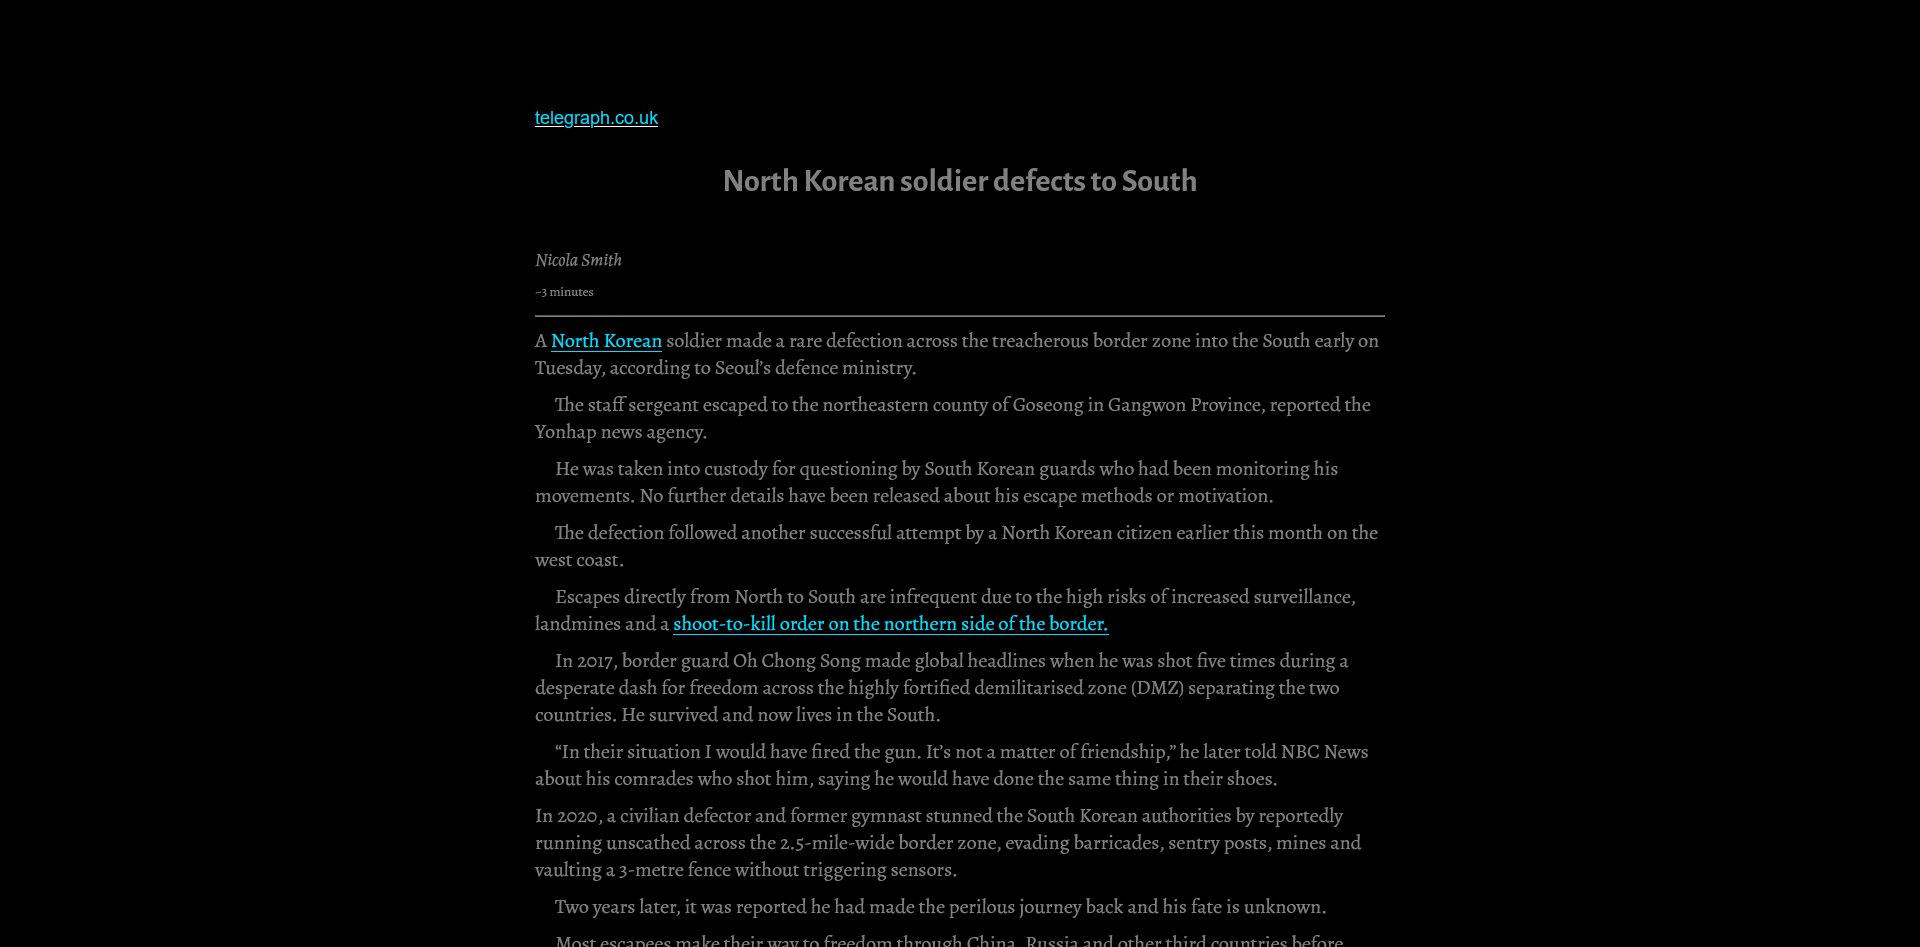 telegraph.co.uk
North Korean soldier defects to South
Nicola Smith
~3 minutes
A North Korean soldier made a rare defection across the treacherous border zone into the South early on
Tuesday, according to Seoul’s defence ministry.
The staff sergeant escaped to the northeastern county of Goseong in Gangwon Province, reported the
Yonhap news agency.
He was taken into custody for questioning by South Korean guards who had been monitoring his
movements. No further details have been released about his escape methods or motivation.
The defection followed another successful attempt by a North Korean citizen earlier this month on the
west coast.
Escapes directly from North to South are infrequent due to the high risks of increased surveillance,
landmines and a shoot-to-kill order on the northern side of the border.
In 2017, border guard Oh Chong Song made global headlines when he was shot five times during a
desperate dash for freedom across the highly fortified demilitarised zone (DMZ) separating the two
countries. He survived and now lives in the South.
“In their situation I would have fired the gun. It’s not a matter of friendship,” he later told NBC News
about his comrades who shot him, saying he would have done the same thing in their shoes.
In 2020, a civilian defector and former gymnast stunned the South Korean authorities by reportedly
running unscathed across the 2.5-mile-wide border zone, evading barricades, sentry posts, mines and
vaulting a 3-metre fence without triggering sensors.
Two years later, it was reported he had made the perilous journey back and his fate is unknown.
Most escapees make their way to freedom through China, Russia and other third countries before